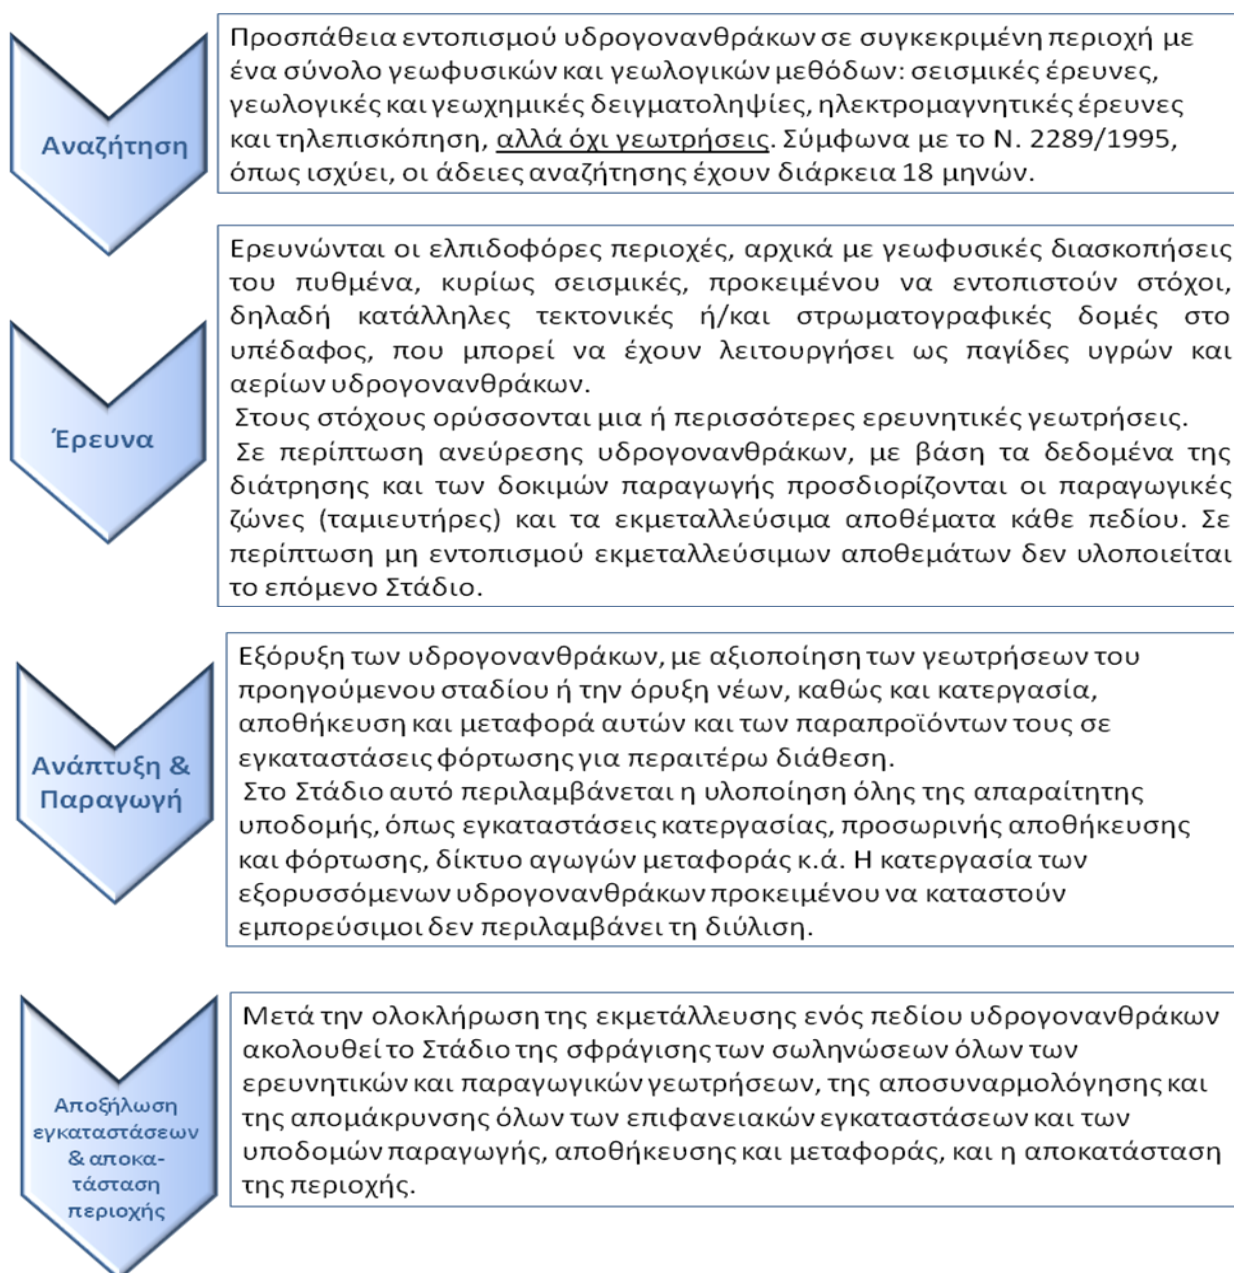 Αναζήτηση
Προσπάθεια εντοπισμού υδρογονανθράκων σε συγκεκριμένη περιοχή με
ένα σύνολο γεωφυσικών και γεωλογικών μεθόδων: σεισμικές έρευνες,
γεωλογικές και γεωχημικές δειγματοληψίες, ηλεκτρομαγνητικές έρευνες
και τηλεπισκόπηση, αλλά όχι γεωτρήσεις. Σύμφωνα με το Ν. 2289/1995,
όπως ισχύει, οι άδειες αναζήτησης έχουν διάρκεια 18 μηνών.
Έρευνα
Ερευνώνται οι ελπιδοφόρες περιοχές, αρχικά με γεωφυσικές διασκοπήσεις
του πυθμένα, κυρίως σεισμικές, προκειμένου να εντοπιστούν στόχοι,
δηλαδή κατάλληλες τεκτονικές ή/και στρωματογραφικές δομές στο
υπέδαφος, που μπορεί να έχουν λειτουργήσει ως παγίδες υγρών και
αερίων υδρογονανθράκων.
Στους στόχους ορύσσονται μια ή περισσότερες ερευνητικές γεωτρήσεις.
Σε περίπτωση ανεύρεσης υδρογονανθράκων, με βάση τα δεδομένα της
διάτρησης και των δοκιμών παραγωγής προσδιορίζονται οι παραγωγικές
ζώνες (ταμιευτήρες) και τα εκμεταλλεύσιμα αποθέματα κάθε πεδίου. Σε
περίπτωση μη εντοπισμού εκμεταλλεύσιμων αποθεμάτων δεν υλοποιείται
το επόμενο Στάδιο.
Ανάπτυξη &
Παραγωγή
Εξόρυξη των υδρογονανθράκων, με αξιοποίηση των γεωτρήσεων του
προηγούμενου σταδίου ή την όρυξη νέων, καθώς και κατεργασία,
αποθήκευση και μεταφορά αυτών και των παραπροϊόντων τους σε
εγκαταστάσεις φόρτωσης για περαιτέρω διάθεση.
Στο Στάδιο αυτό περιλαμβάνεται η υλοποίηση όλης της απαραίτητης
υποδομής, όπως εγκαταστάσεις κατεργασίας, προσωρινής αποθήκευσης
και φόρτωσης, δίκτυο αγωγών μεταφοράς κ.ά. Η κατεργασία των
εξορυσσόμενων υδρογονανθράκων προκειμένου να καταστούν
εμπορεύσιμοι δεν περιλαμβάνει τη διύλιση.
Αποξήλωση
εγκαταστάσεων
& αποκα-
τάσταση
περιοχής
Μετά την ολοκλήρωση της εκμετάλλευσης ενός πεδίου υδρογονανθράκων
ακολουθεί το Στάδιο της σφράγισης των σωληνώσεων όλων των
ερευνητικών και παραγωγικών γεωτρήσεων, της αποσυναρμολόγησης και
της απομάκρυνσης όλων των επιφανειακών εγκαταστάσεων και των
υποδομών παραγωγής, αποθήκευσης και μεταφοράς, και η αποκατάσταση
της περιοχής.